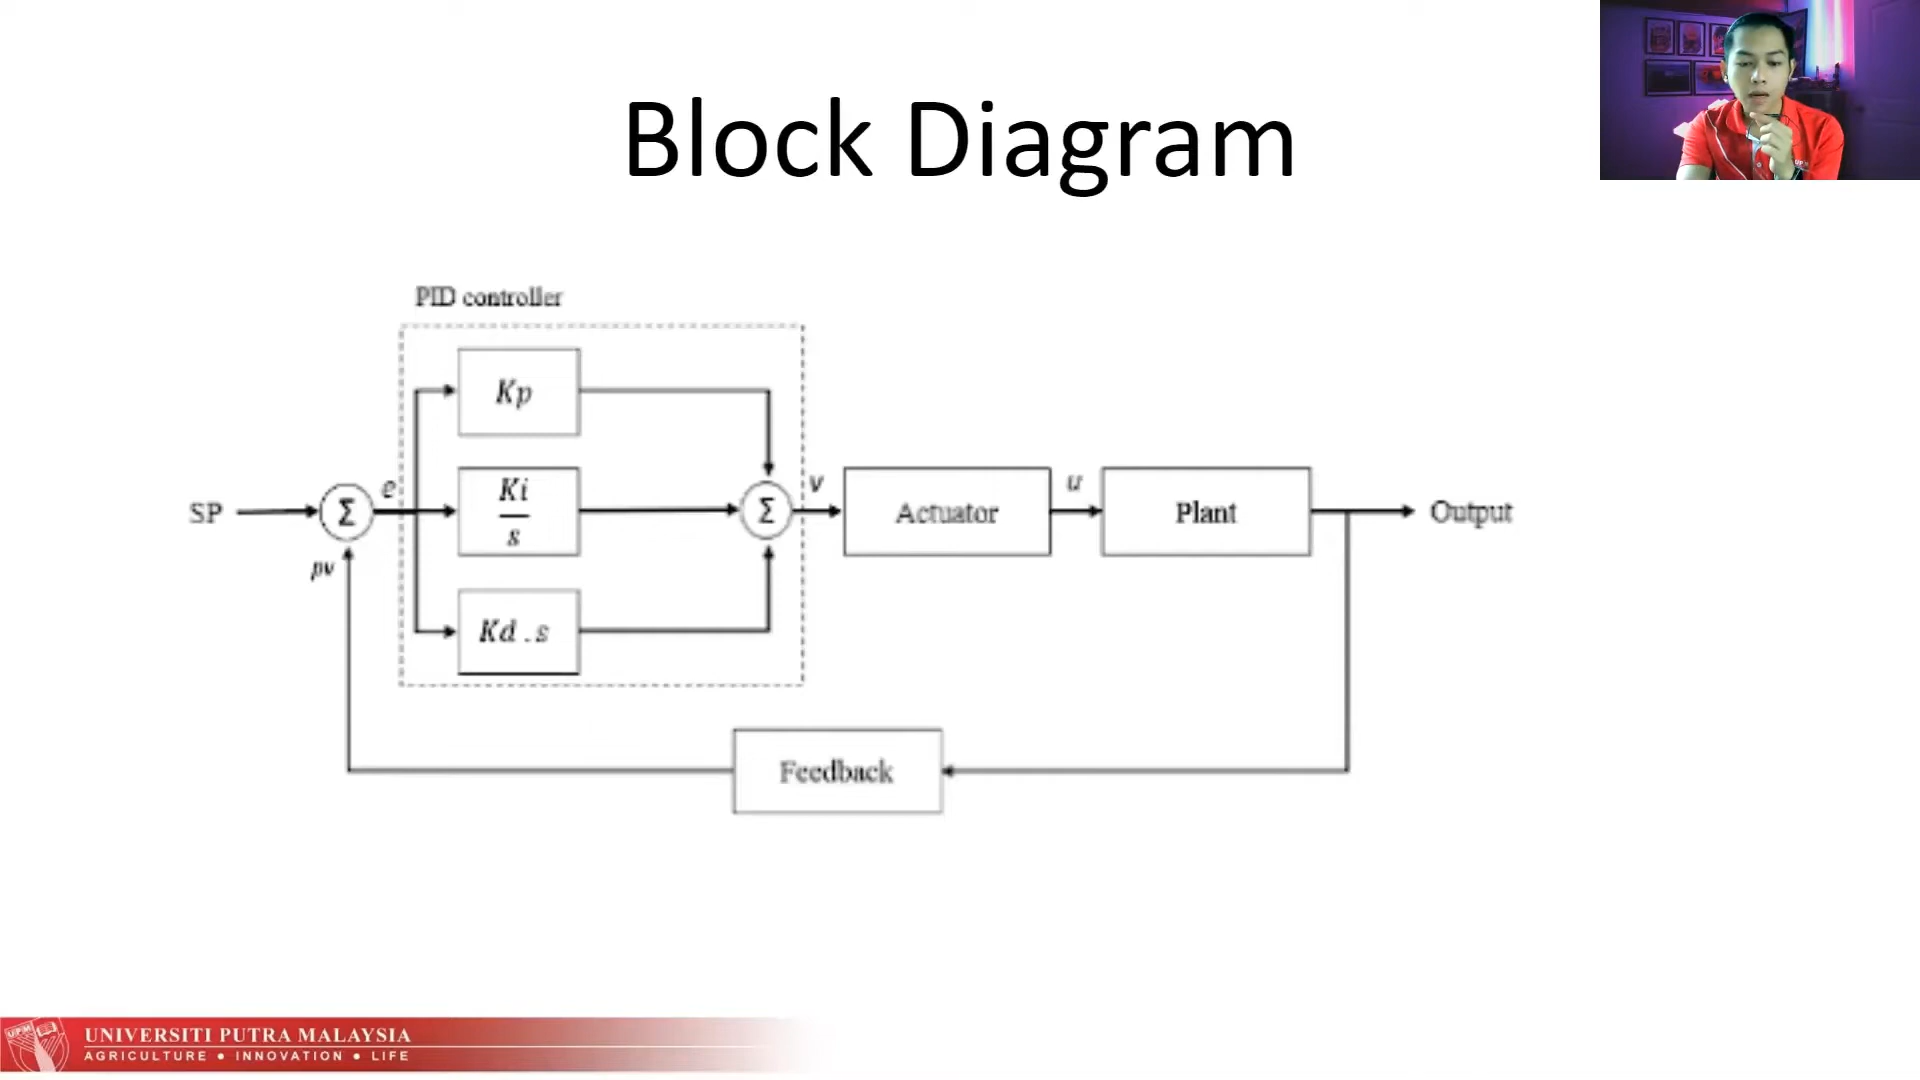 Block Diagram
PID controller
Kp
Ki
s
Kd . s
SP
Σ
e
pv
Σ
v
Actuator
u
Plant
Output
Feedback
UPM
UNIVERSITI PUTRA MALAYSIA
AGRICULTURE • INNOVATION • LIFE